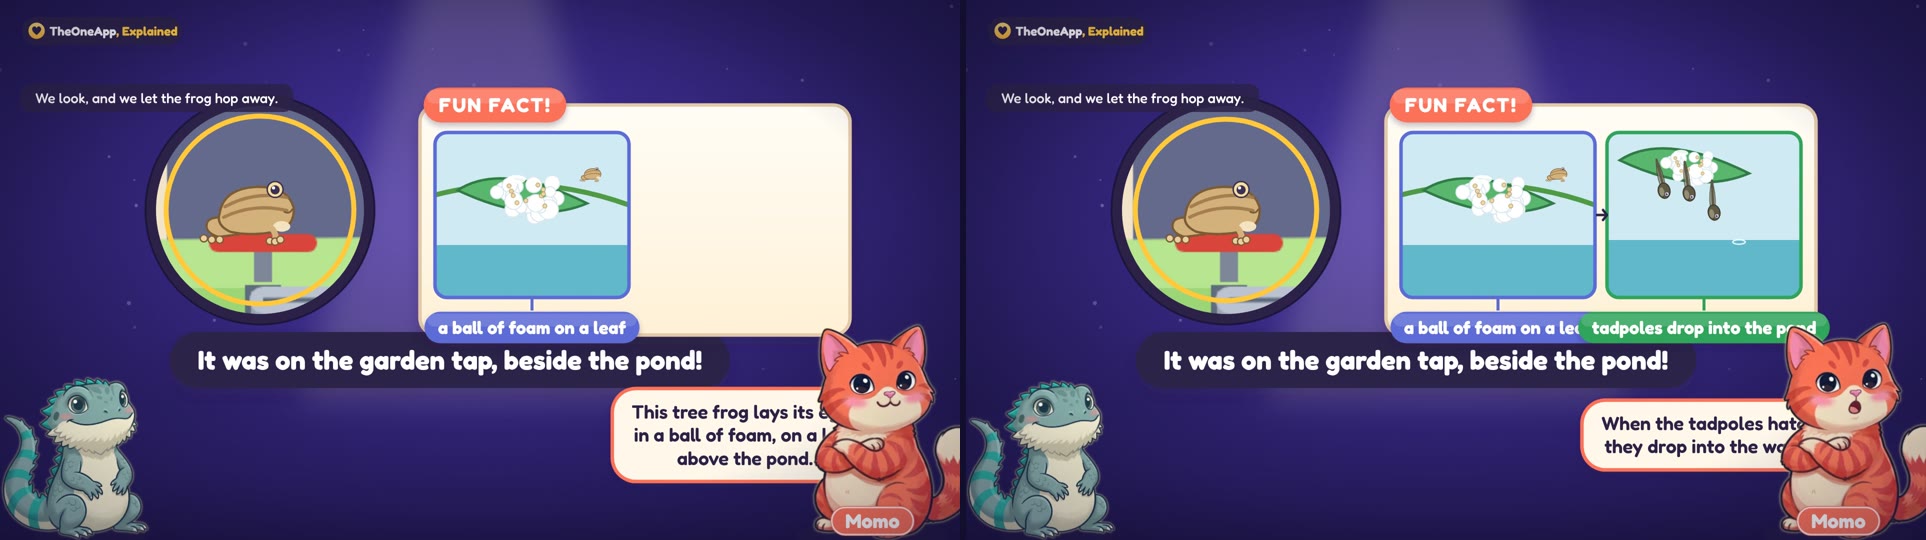 TheOneApp, Explained
We look, and we let the frog hop away.
FUN FACT!
a ball of foam on a leaf
It was on the garden tap, beside the pond!
This tree frog lays its
in a ball of foam, on a
above the pond.
Momo
TheOneApp, Explained
We look, and we let the frog hop away.
FUN FACT!
a ball of foam on a
tadpoles drop into the pond
It was on the garden tap, beside the pond!
When the tadpoles
they drop into the
Momo